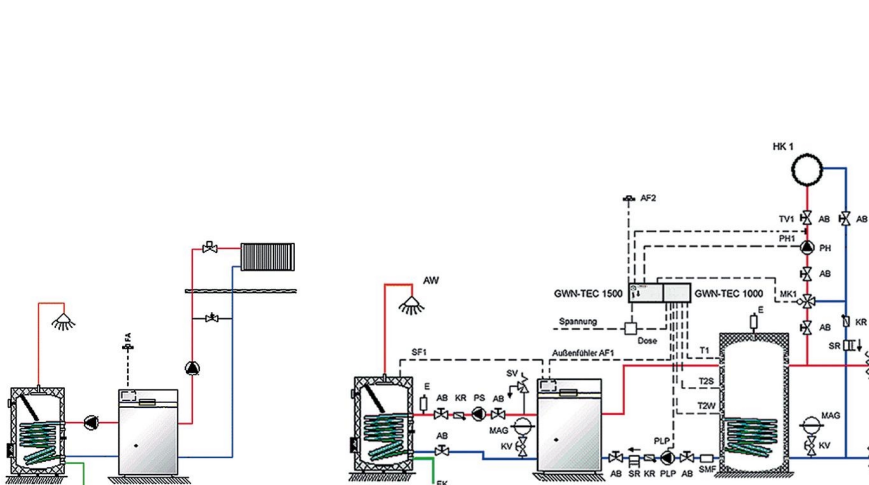 HK 1
AF2
TV1 AB AB
PH1 PH
AB
AW
GWN-TEC 1500 GWN-TEC 1000 MK1
E
Spannung
Dose
AB KR
FA
SR
SF1 Außenfühler AF1 T1
SV
E AB KR PS AB
T2S
MAG T2W MAG
AB
KV PLP KV
AB SR KR PLP AB SMF